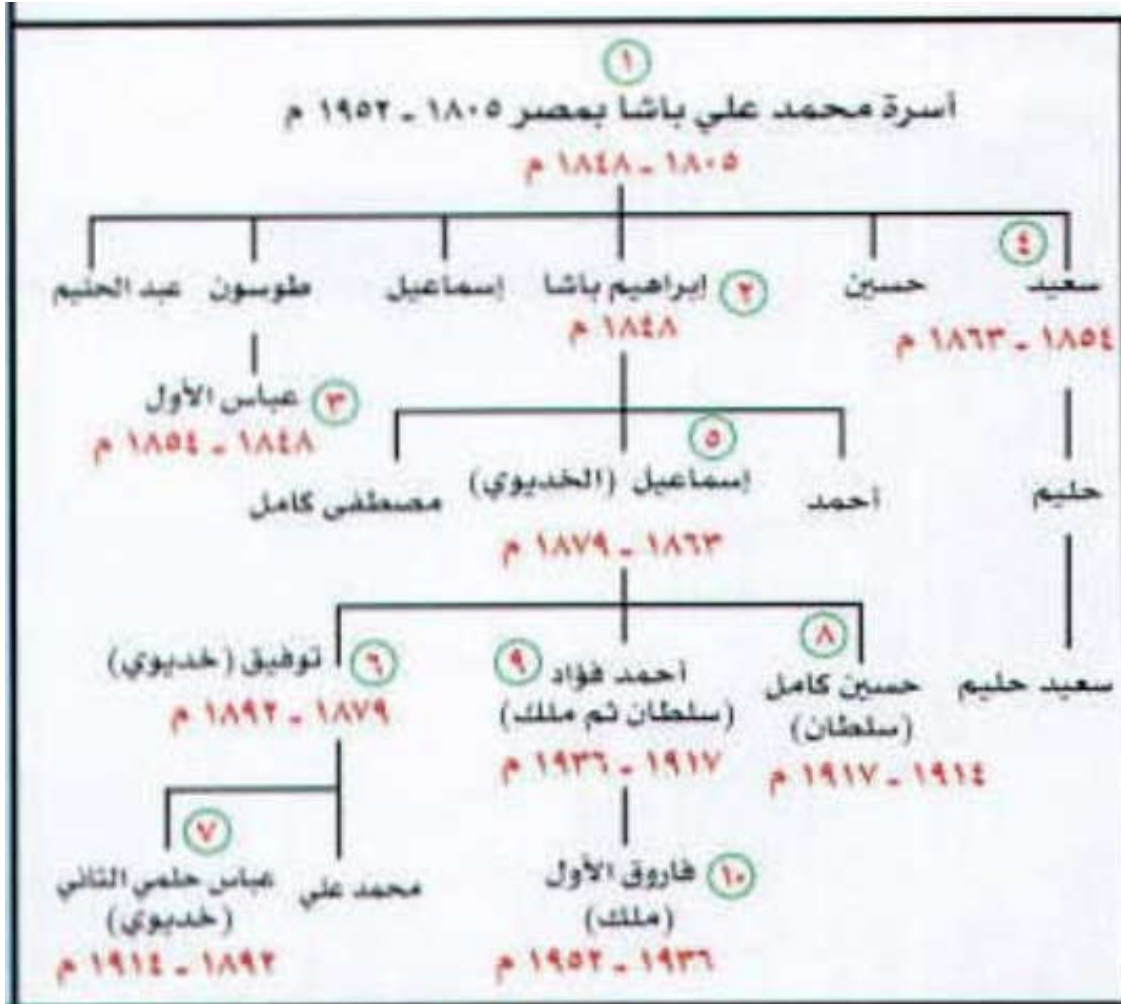 ١
أسرة محمد علي باشا بمصر ١٨٠٥ ـ ١٩٥٢ م
١٨٠٥ ـ ١٨٤٨ م
٤
سعيد
١٨٥٤ ـ ١٨٦٣ م
حسين
٢ إبراهيم باشا
١٨٤٨ م
إسماعيل
طوسون
عبد الحليم
٣ عباس الأول
١٨٤٨ ـ ١٨٥٤ م
حليم
أحمد
٥
إسماعيل (الخديوي)
١٨٦٣ ـ ١٨٧٩ م
مصطفى كامل
سعيد حليم
٨
حسين كامل
(سلطان)
١٩١٤ ـ ١٩١٧ م
٩
أحمد فؤاد
(سلطان ثم ملك)
١٩١٧ ـ ١٩٣٦ م
٦ توفيق (خديوي)
١٨٧٩ ـ ١٨٩٢ م
١٠ فاروق الأول
(ملك)
١٩٣٦ ـ ١٩٥٢ م
محمد علي
٧
عباس حلمي الثاني
(خديوي)
١٨٩٢ ـ ١٩١٤ م